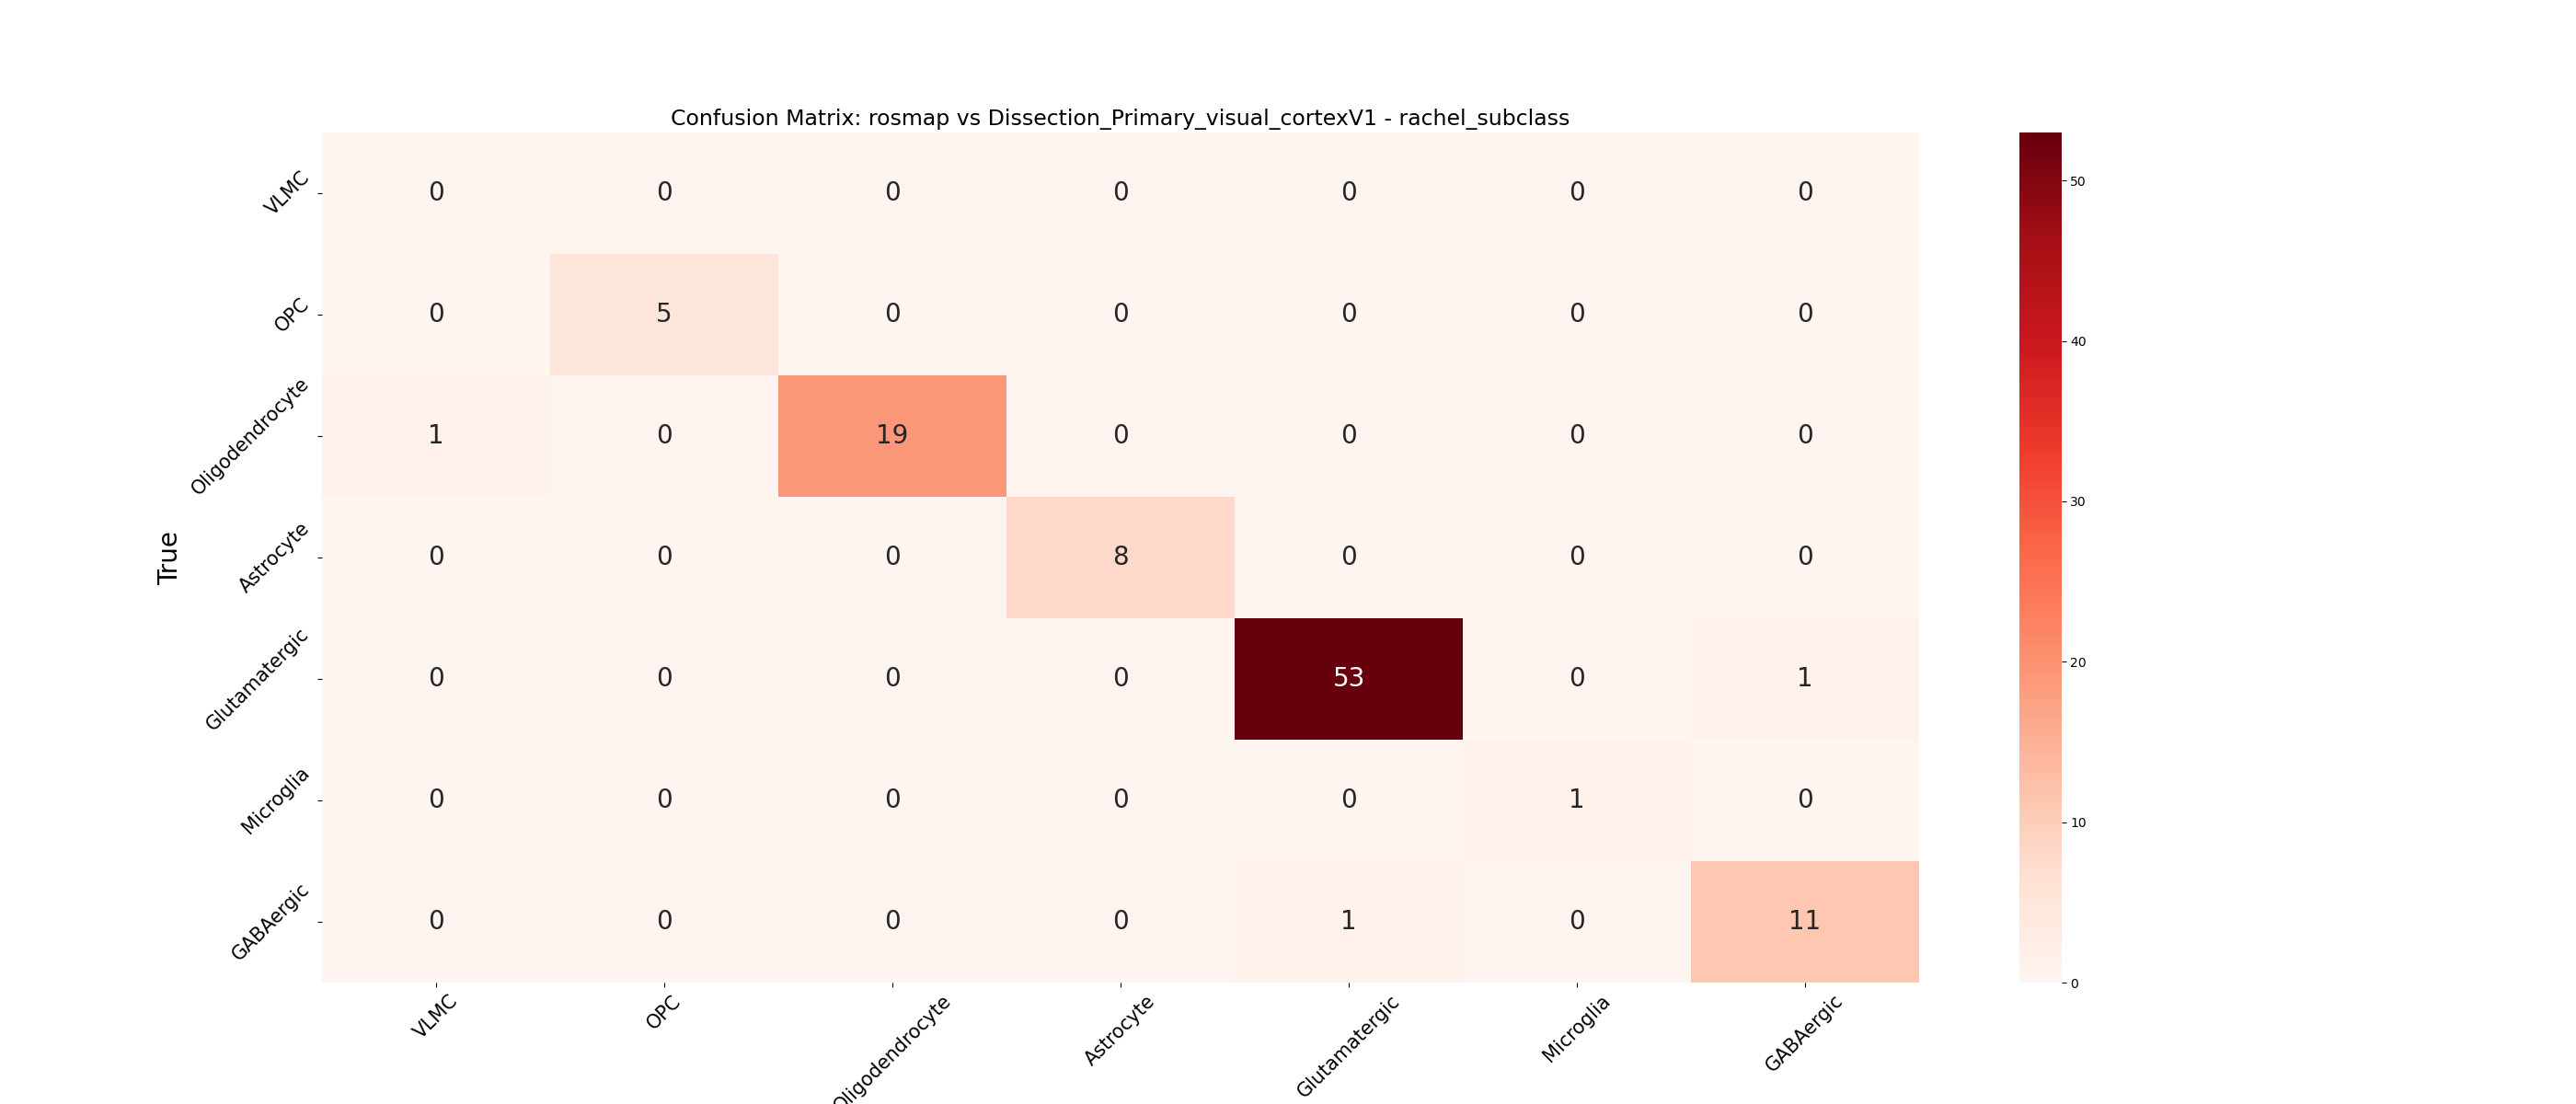 Confusion Matrix: rosmap vs Dissection_Primary_visual_cortexV1 - rachel_subclass
VLMC 0 0 0 0 0 0 0
OPC 0 5 0 0 0 0 0
Oligodendrocyte 1 0 19 0 0 0 0
Astrocyte 0 0 0 8 0 0 0
Glutamatergic 0 0 0 0 53 0 1
Microglia 0 0 0 0 0 1 0
GABAergic 0 0 0 0 1 0 11
True
VLMC OPC Oligodendrocyte Astrocyte Glutamatergic Microglia GABAergic
50
40
30
20
10
0